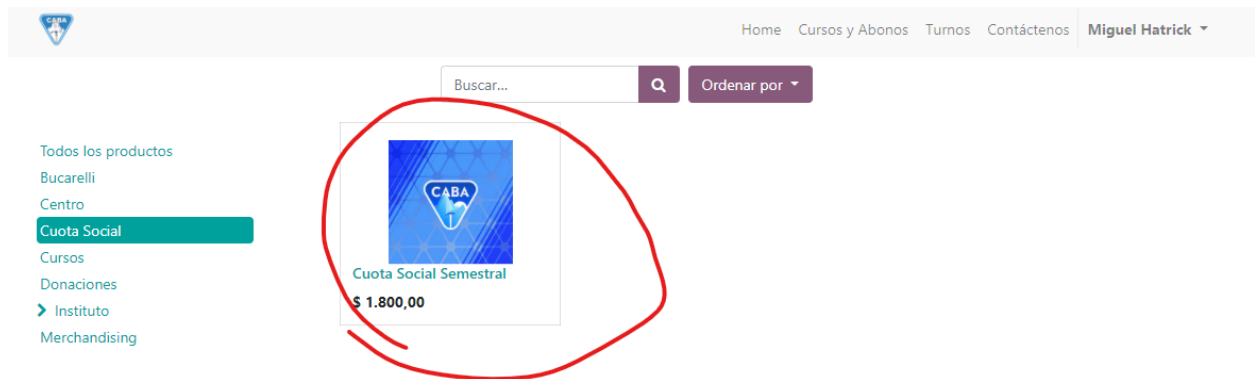 CABA
Home Cursos y Abonos Turnos Contáctenos Miguel Hatrick
Buscar... Ordenar por
Todos los productos
Bucarelli
Centro
Cuota Social
Cursos
Donaciones
Instituto
Merchandising
CABA
Cuota Social Semestral
$ 1.800,00